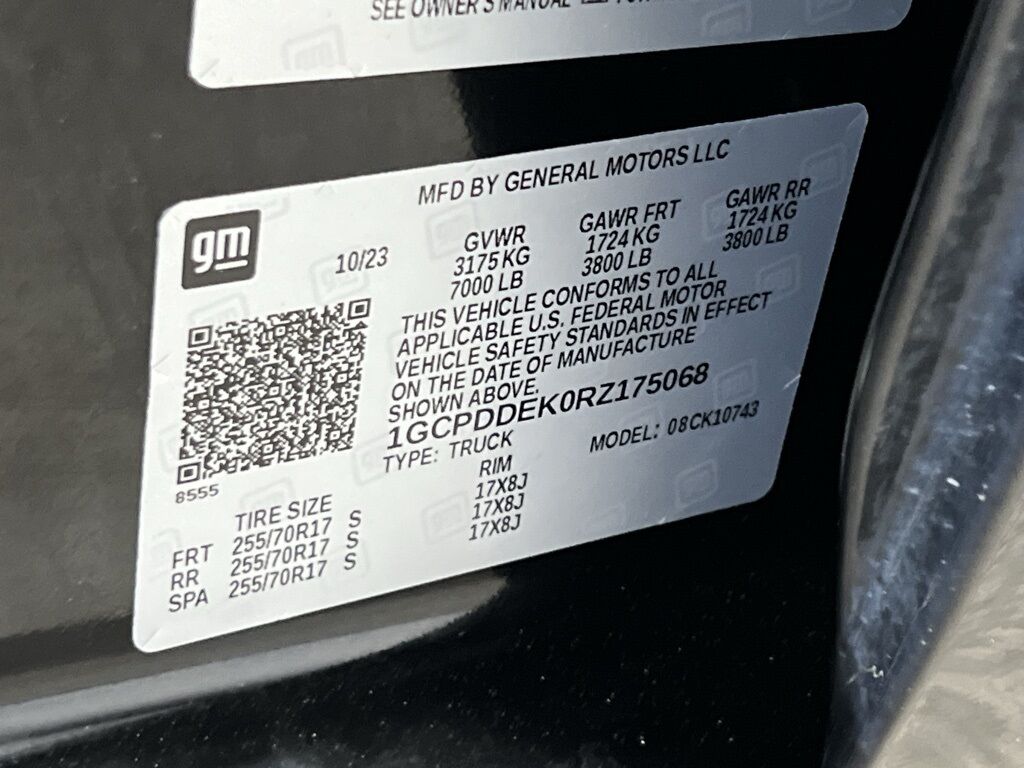 SEE OWNER'S MANUAL
MFD BY GENERAL MOTORS LLC
gm
10/23
GVWR GAWR FRT GAWR RR
3175 KG 1724 KG 1724 KG
7000 LB 3800 LB 3800 LB
THIS VEHICLE CONFORMS TO ALL
APPLICABLE U.S. FEDERAL MOTOR
VEHICLE SAFETY STANDARDS IN EFFECT
ON THE DATE OF MANUFACTURE
SHOWN ABOVE.
1GCPDDEK0RZ175068
TYPE: TRUCK MODEL: 08CK10743
8555
TIRE SIZE RIM
FRT 255/70R17 S 17X8J
RR 255/70R17 S 17X8J
SPA 255/70R17 S 17X8J